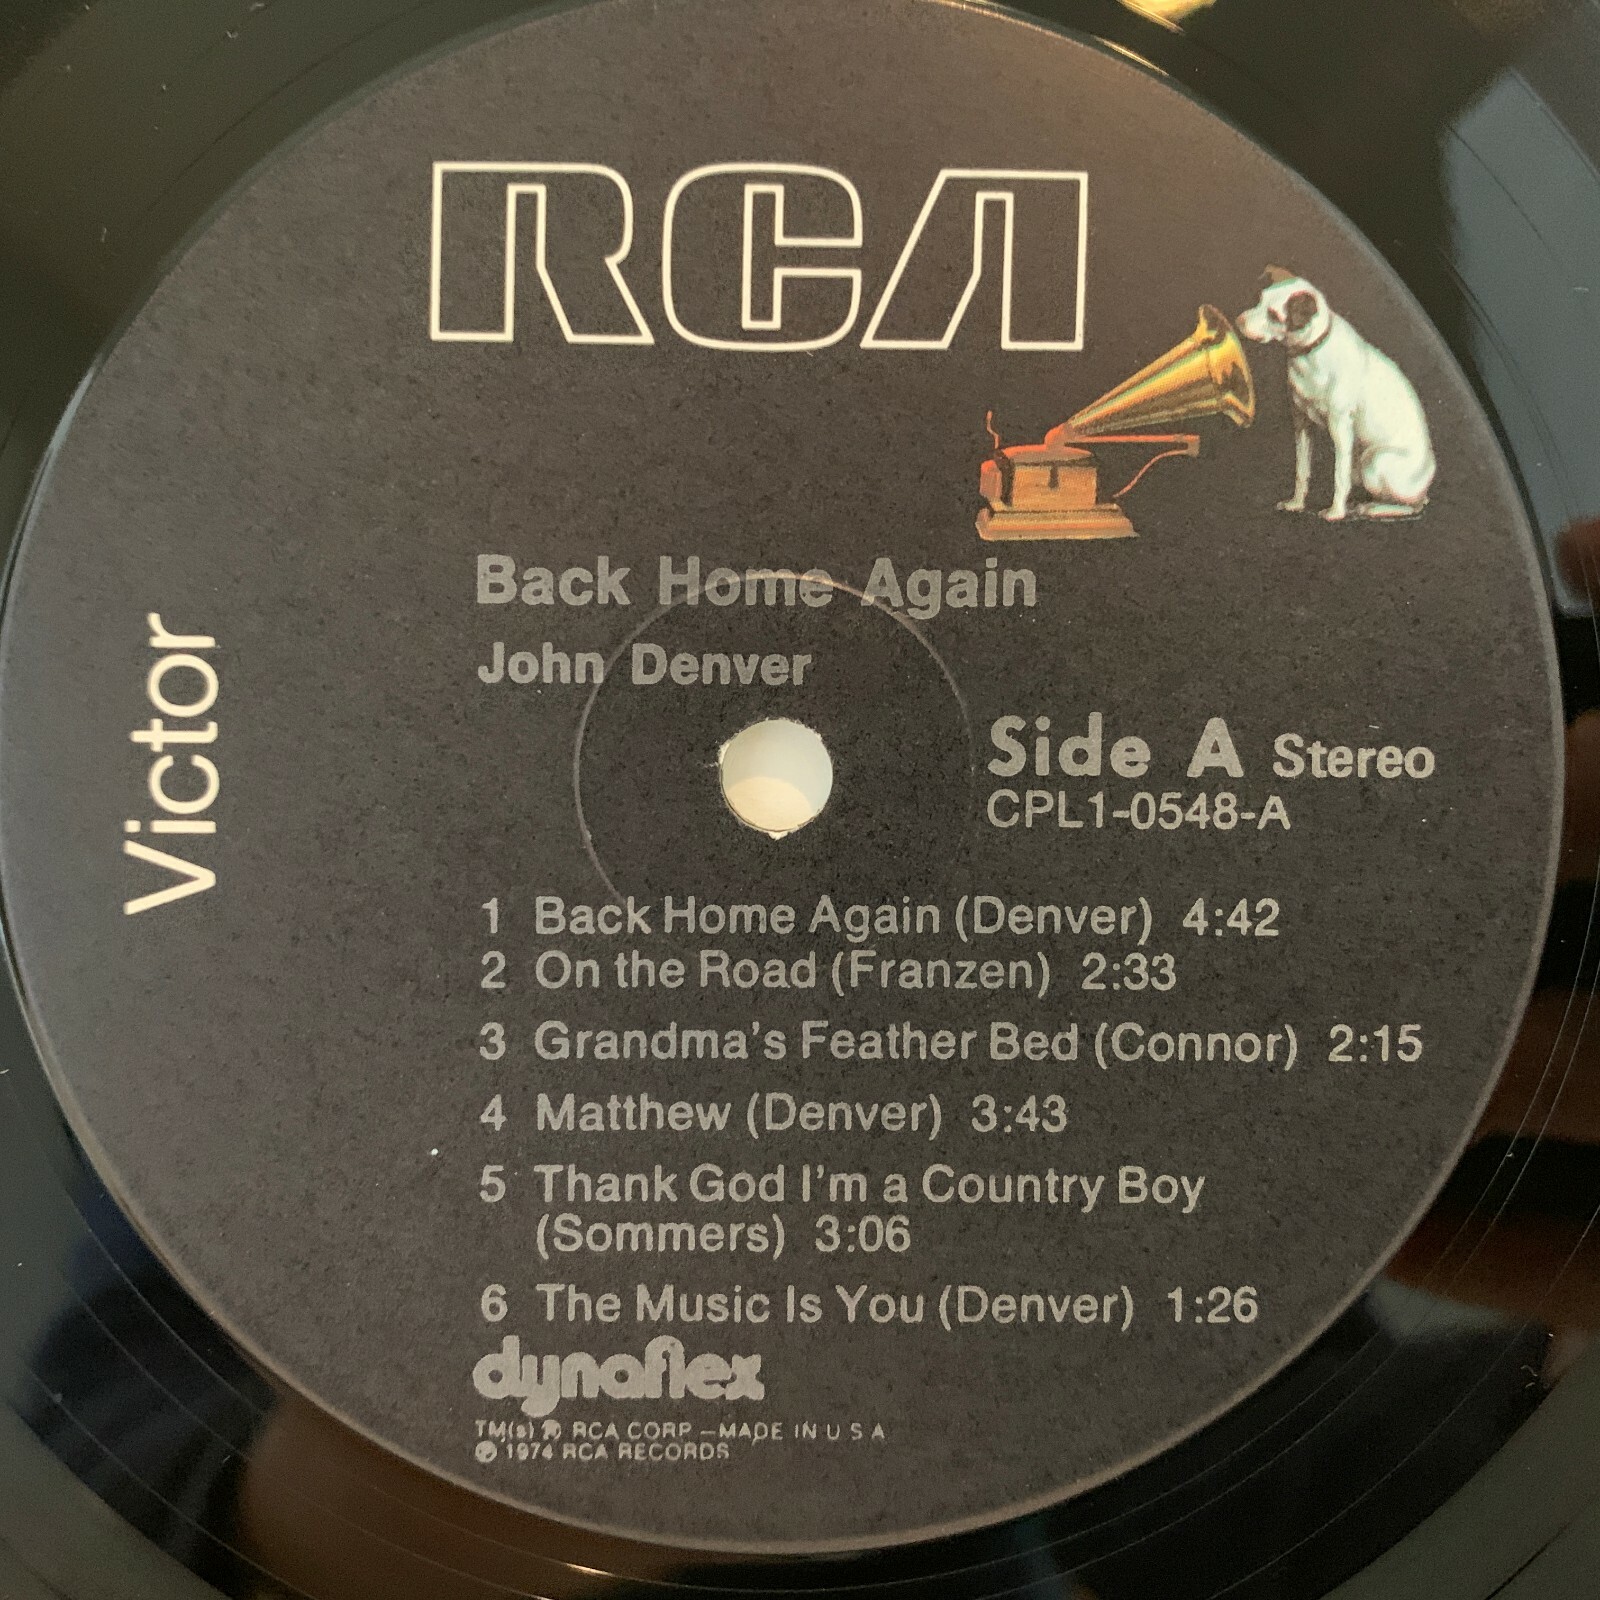 RCA
Victor
Back Home Again
John Denver
Side A Stereo
CPL1-0548-A
1 Back Home Again (Denver) 4:42
2 On the Road (Franzen) 2:33
3 Grandma's Feather Bed (Connor) 2:15
4 Matthew (Denver) 3:43
5 Thank God I'm a Country Boy
(Sommers) 3:06
6 The Music Is You (Denver) 1:26
dynaflex
TM(s) ® RCA CORP –MADE IN U S A
℗ 1974 RCA RECORDS